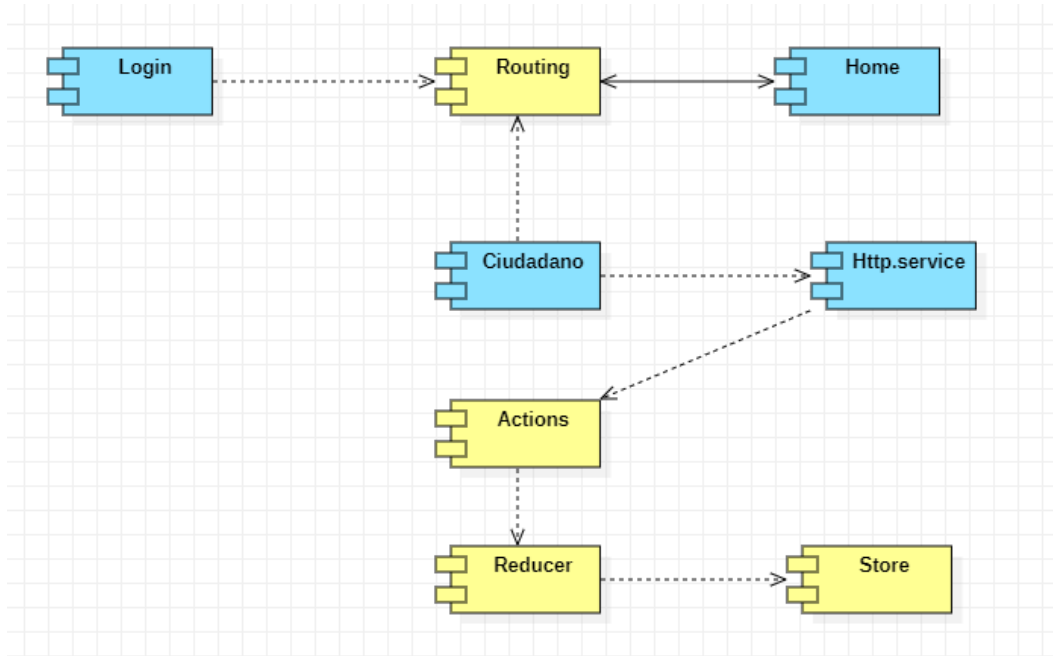 Login
Routing
Home
Ciudadano
Http.service
Actions
Reducer
Store